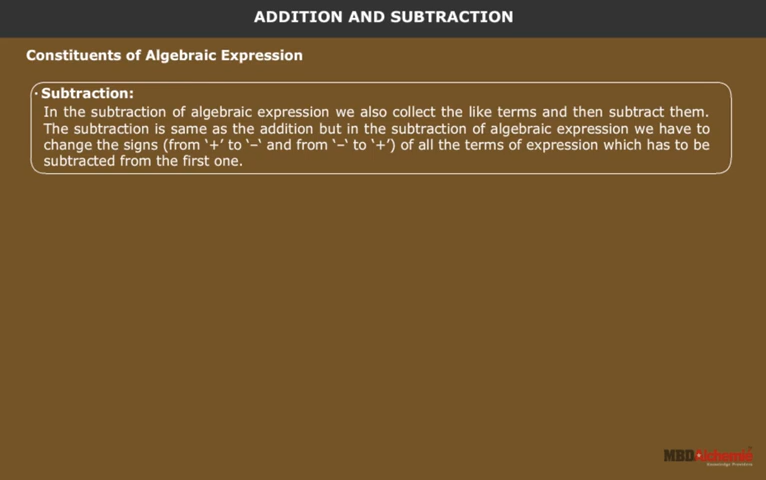 ADDITION AND SUBTRACTION
Constituents of Algebraic Expression
· Subtraction:
In the subtraction of algebraic expression we also collect the like terms and then subtract them.
The subtraction is same as the addition but in the subtraction of algebraic expression we have to
change the signs (from ‘+’ to ‘–‘ and from ‘–‘ to ‘+’) of all the terms of expression which has to be
subtracted from the first one.
MBDAlchemie
Knowledge Providers